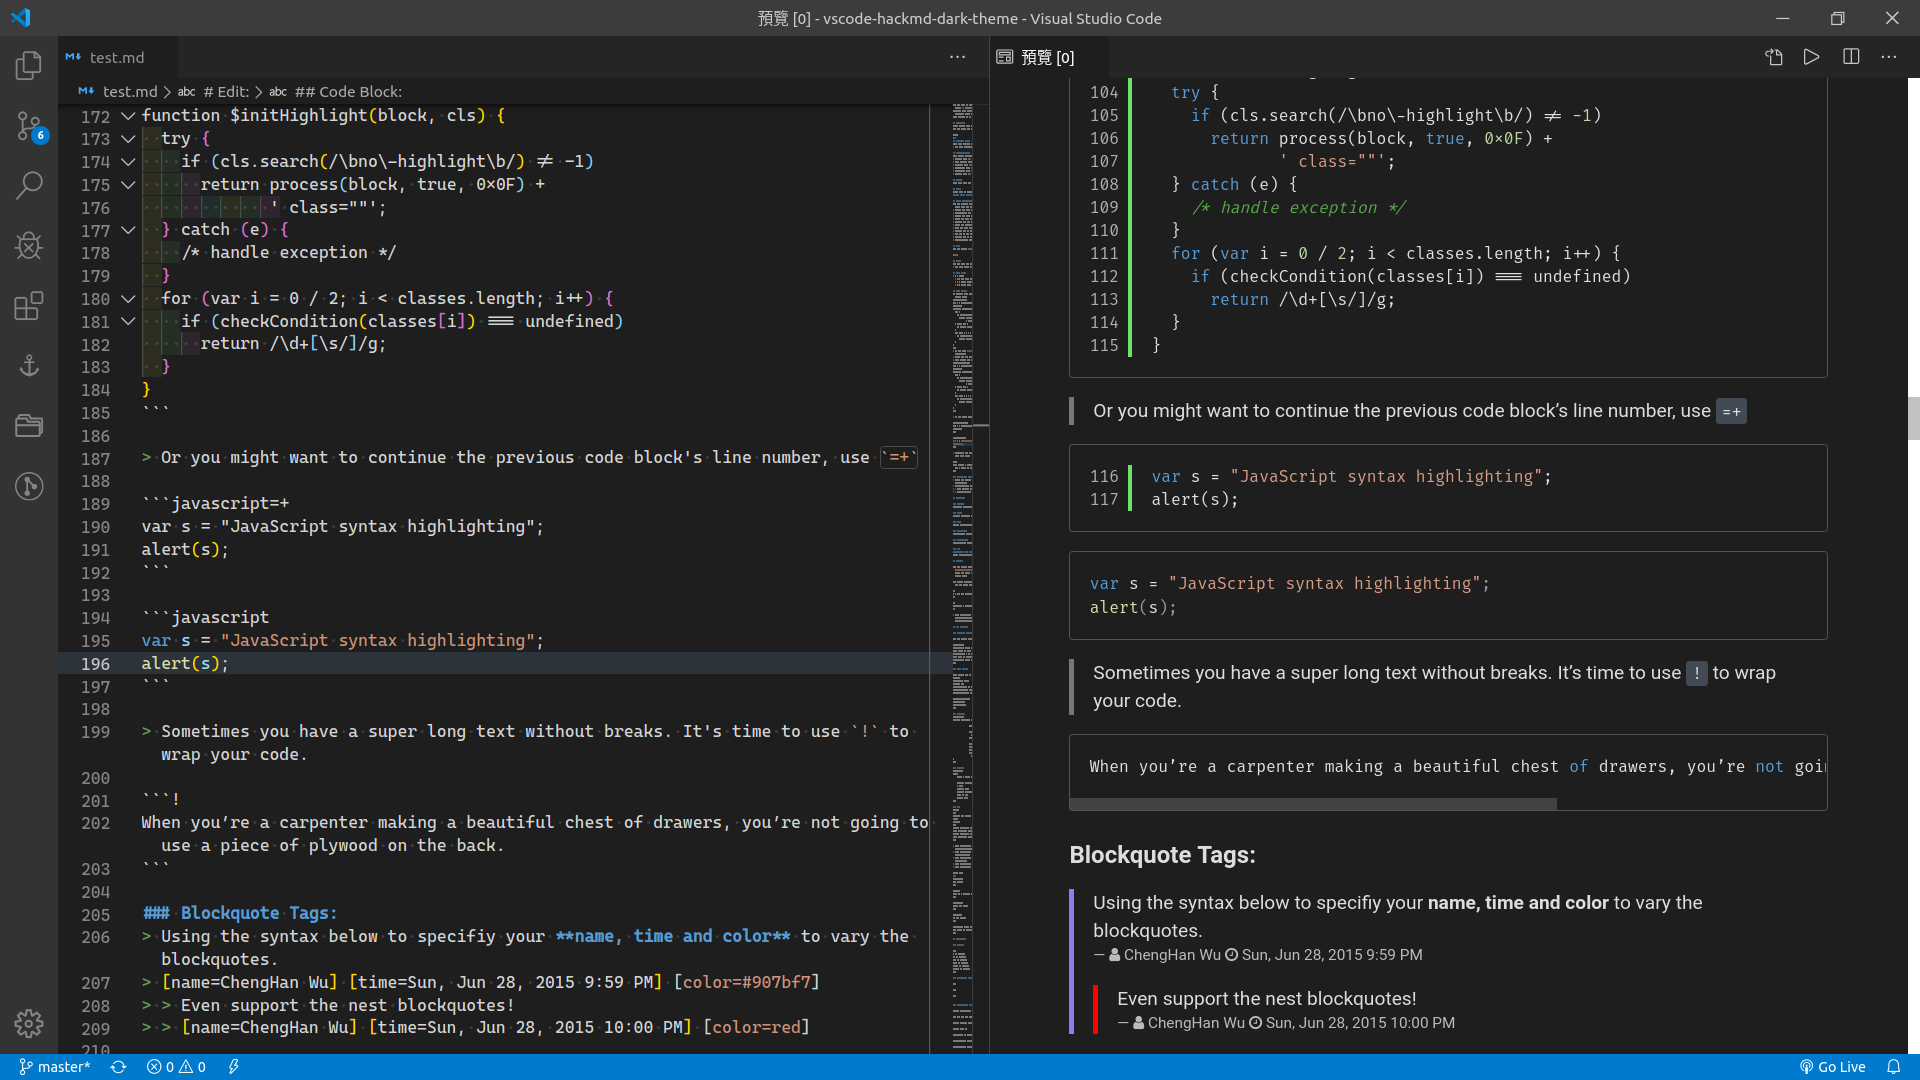 預覽 [0] - vscode-hackmd-dark-theme - Visual Studio Code
test.md
預覽 [0]
test.md > abc # Edit: > abc ## Code Block:
6
172 function $initHighlight(block, cls) {
173 try {
174 if (cls.search(/\bno\-highlight\b/) != -1)
175 return process(block, true, 0x0F) +
176 ' class=""';
177 } catch (e) {
178 /* handle exception */
179 }
180 for (var i = 0 / 2; i < classes.length; i++) {
181 if (checkCondition(classes[i]) === undefined)
182 return /\d+[\s/]/g;
183 }
184 }
185 ```
186
187 > Or you might want to continue the previous code block's line number, use `=+`
188
189 ```javascript=+
190 var s = "JavaScript syntax highlighting";
191 alert(s);
192 ```
193
194 ```javascript
195 var s = "JavaScript syntax highlighting";
196 alert(s);
197 ```
198
199 > Sometimes you have a super long text without breaks. It's time to use `!` to
wrap your code.
200
201 ```!
202 When you’re a carpenter making a beautiful chest of drawers, you’re not going to
use a piece of plywood on the back.
203 ```
204
205 ### Blockquote Tags:
206 > Using the syntax below to specifiy your **name, time and color** to vary the
blockquotes.
207 > [name=ChengHan Wu] [time=Sun, Jun 28, 2015 9:59 PM] [color=#907bf7]
208 > > Even support the nest blockquotes!
209 > > [name=ChengHan Wu] [time=Sun, Jun 28, 2015 10:00 PM] [color=red]
210
104 try {
105 if (cls.search(/\bno\-highlight\b/) != -1)
106 return process(block, true, 0x0F) +
107 ' class=""';
108 } catch (e) {
109 /* handle exception */
110 }
111 for (var i = 0 / 2; i < classes.length; i++) {
112 if (checkCondition(classes[i]) === undefined)
113 return /\d+[\s/]/g;
114 }
115 }
Or you might want to continue the previous code block’s line number, use =+
116 var s = "JavaScript syntax highlighting";
117 alert(s);
var s = "JavaScript syntax highlighting";
alert(s);
Sometimes you have a super long text without breaks. It’s time to use ! to wrap
your code.
When you’re a carpenter making a beautiful chest of drawers, you’re not goin
Blockquote Tags:
Using the syntax below to specifiy your name, time and color to vary the
blockquotes.
— ChengHan Wu Sun, Jun 28, 2015 9:59 PM
Even support the nest blockquotes!
— ChengHan Wu Sun, Jun 28, 2015 10:00 PM
master* 0 0
Go Live